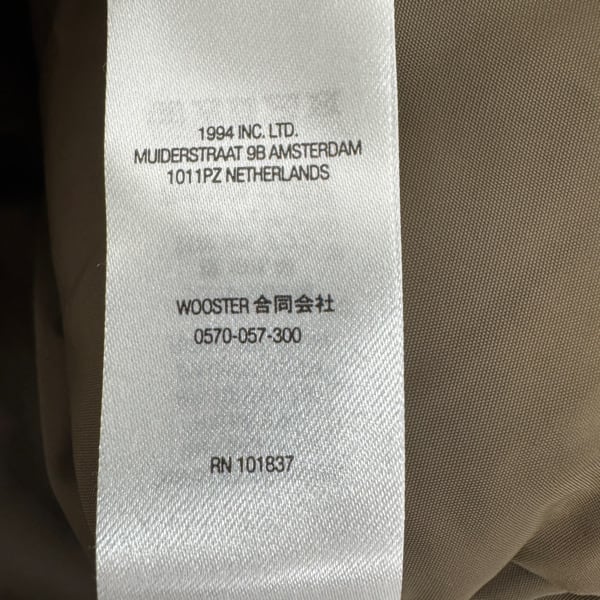 1994 INC. LTD.
MUIDERSTRAAT 9B AMSTERDAM
1011PZ NETHERLANDS
WOOSTER 合同会社
0570-057-300
RN 101837